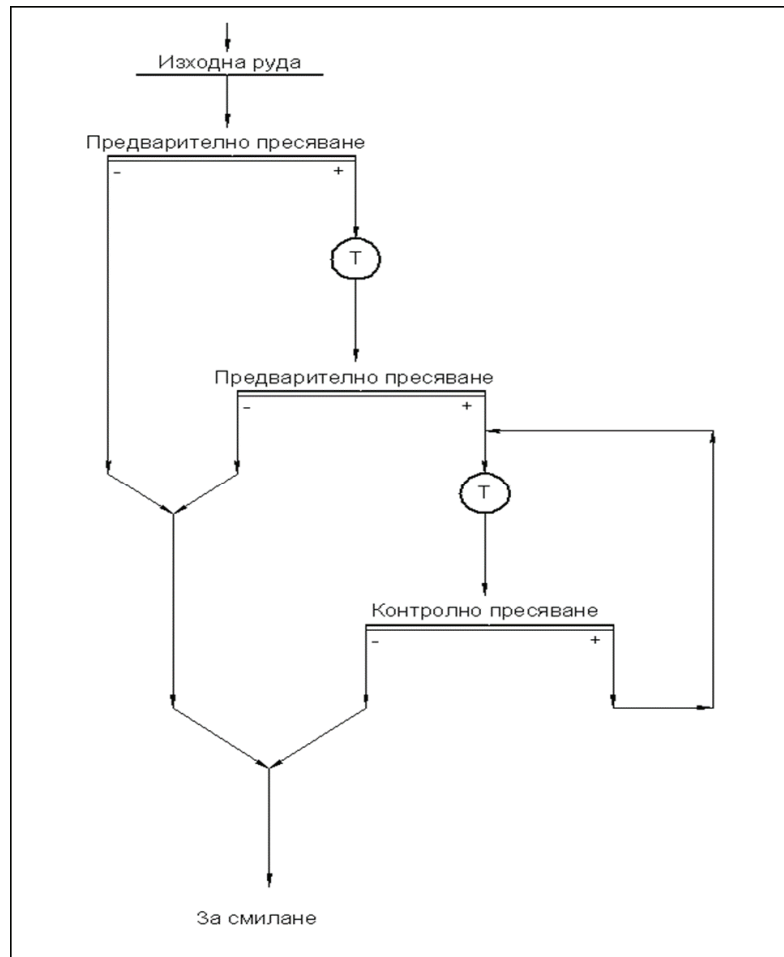 Изходна руда
Предварително пресяване
- +
Т
Предварително пресяване
- +
Т
Контролно пресяване
- +
За смилане